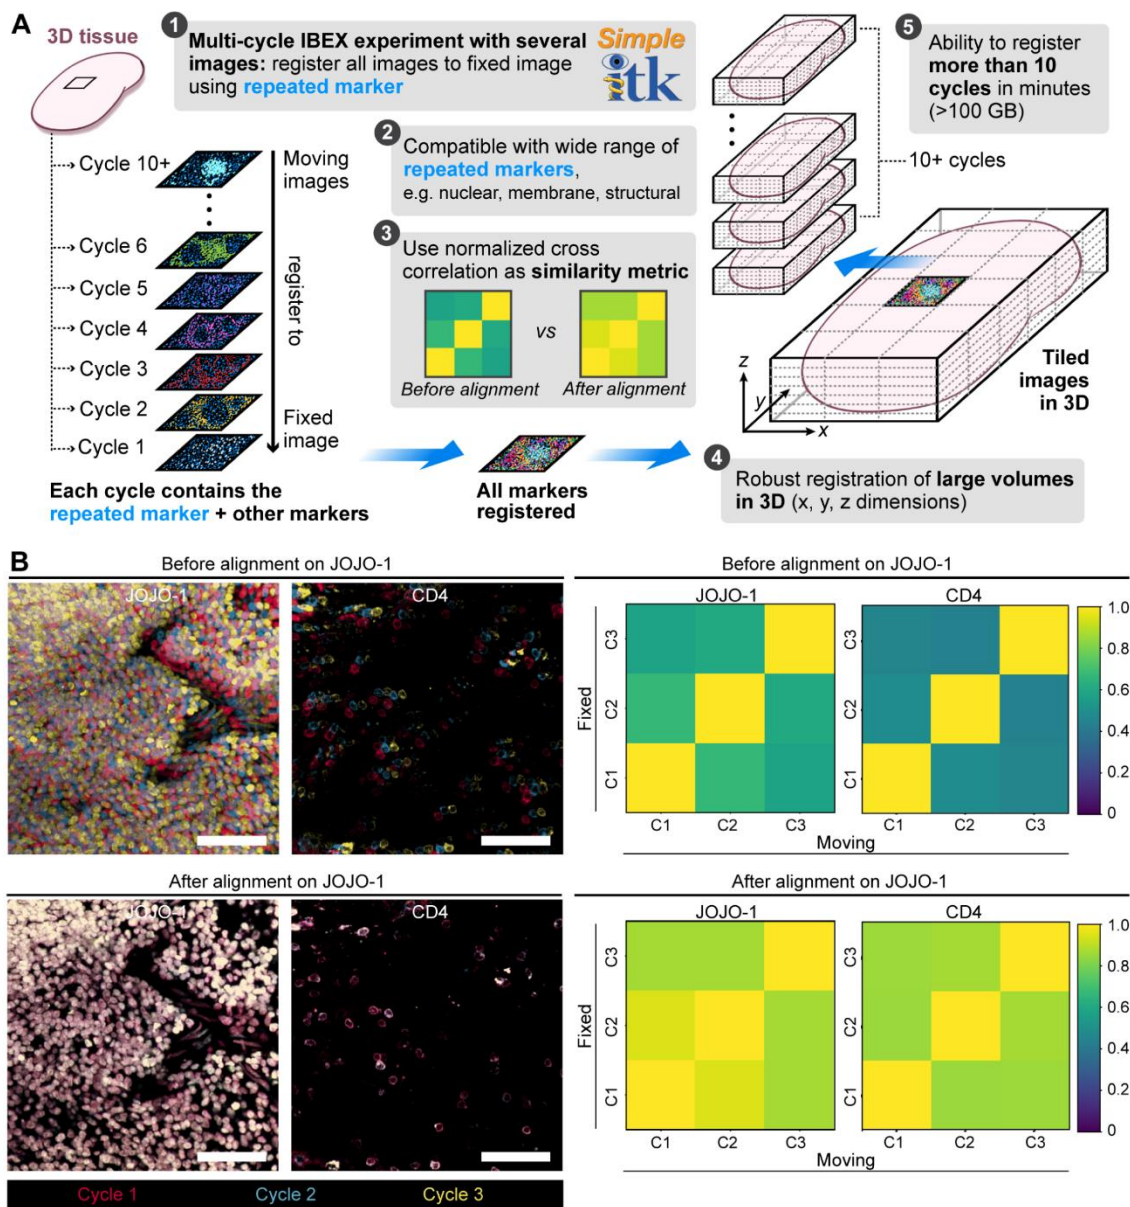 A
3D tissue
1
Multi-cycle IBEX experiment with several
images: register all images to fixed image
using repeated marker
Simple
itk
2
Compatible with wide range of
repeated markers,
e.g. nuclear, membrane, structural
3
Use normalized cross
correlation as similarity metric
vs
Before alignment
After alignment
5
Ability to register
more than 10
cycles in minutes
(>100 GB)
10+ cycles
Cycle 10+
Cycle 6
Cycle 5
Cycle 4
Cycle 3
Cycle 2
Cycle 1
Moving
images
register to
Fixed
image
Each cycle contains the
repeated marker + other markers
All markers
registered
z
y
x
Tiled
images
in 3D
4
Robust registration of large volumes
in 3D (x, y, z dimensions)
B
Before alignment on JOJO-1
JOJO-1
CD4
Before alignment on JOJO-1
JOJO-1
CD4
Fixed
C3
C2
C1
C3
C2
C1
C1 C2 C3
C1 C2 C3
Moving
1.0
0.8
0.6
0.4
0.2
0
After alignment on JOJO-1
JOJO-1
CD4
After alignment on JOJO-1
JOJO-1
CD4
Fixed
C3
C2
C1
C3
C2
C1
C1 C2 C3
C1 C2 C3
Moving
1.0
0.8
0.6
0.4
0.2
0
Cycle 1 Cycle 2 Cycle 3